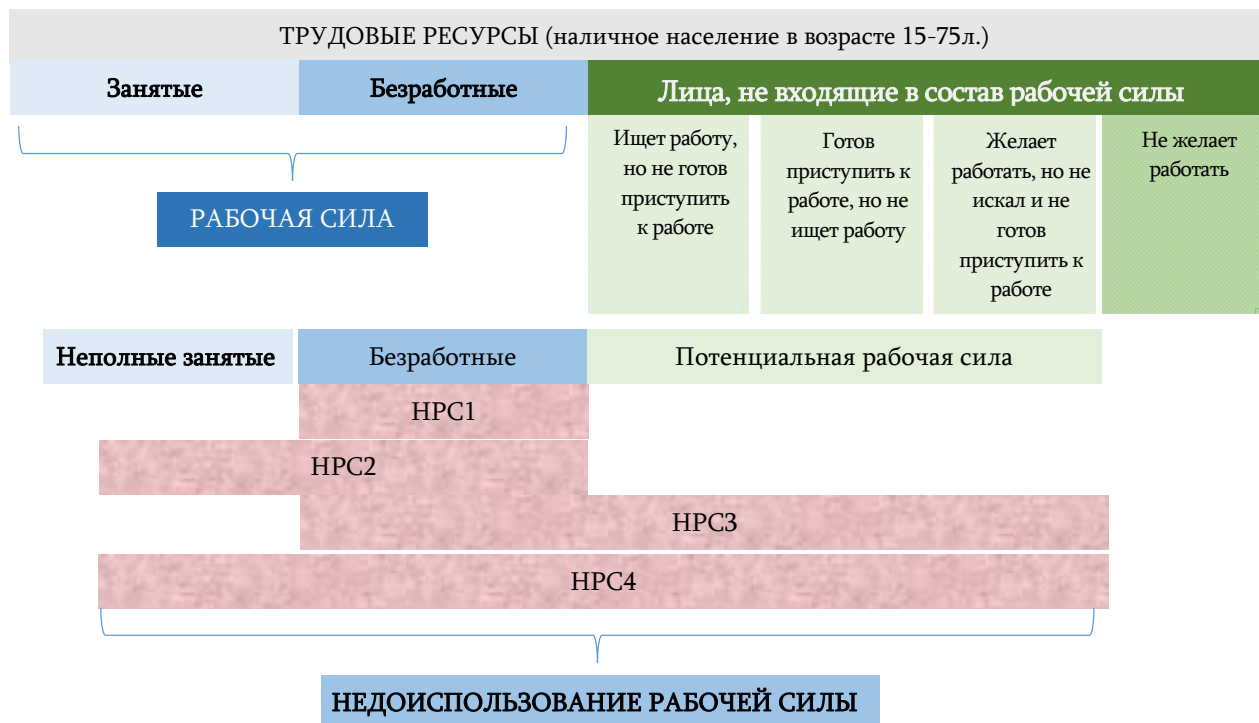 ТРУДОВЫЕ РЕСУРСЫ (наличное население в возрасте 15-75л.)
Занятые
Безработные
Лица, не входящие в состав рабочей силы
РАБОЧАЯ СИЛА
Ищет работу,
но не готов
приступить
к работе
Готов
приступить к
работе, но не
ищет работу
Желает
работать, но не
искал и не
готов
приступить к
работе
Не желает
работать
Неполные занятые
Безработные
Потенциальная рабочая сила
НРС1
НРС2
НРС3
НРС4
НЕДОИСПОЛЬЗОВАНИЕ РАБОЧЕЙ СИЛЫ